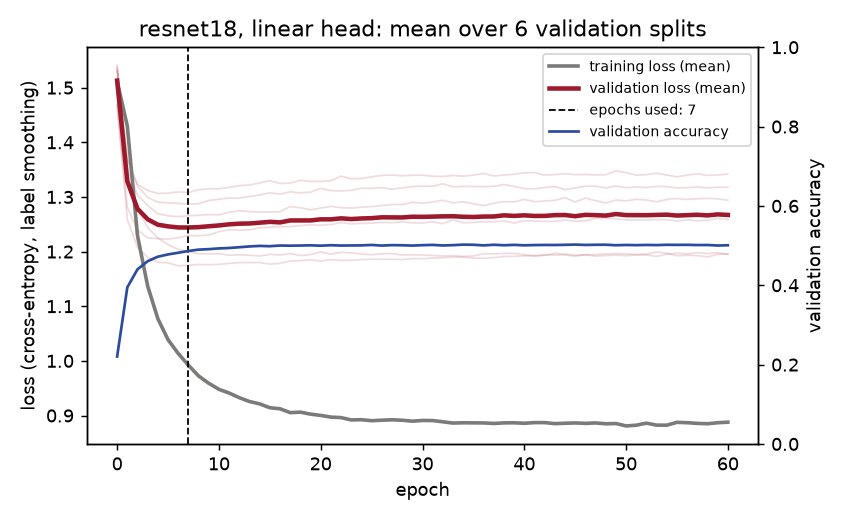 resnet18, linear head: mean over 6 validation splits
training loss (mean)
validation loss (mean)
epochs used: 7
validation accuracy
loss (cross-entropy, label smoothing)
1.5
1.4
1.3
1.2
1.1
1.0
0.9
1.0
0.8
0.6
0.4
0.2
0.0
validation accuracy
0
10
20
30
40
50
60
epoch